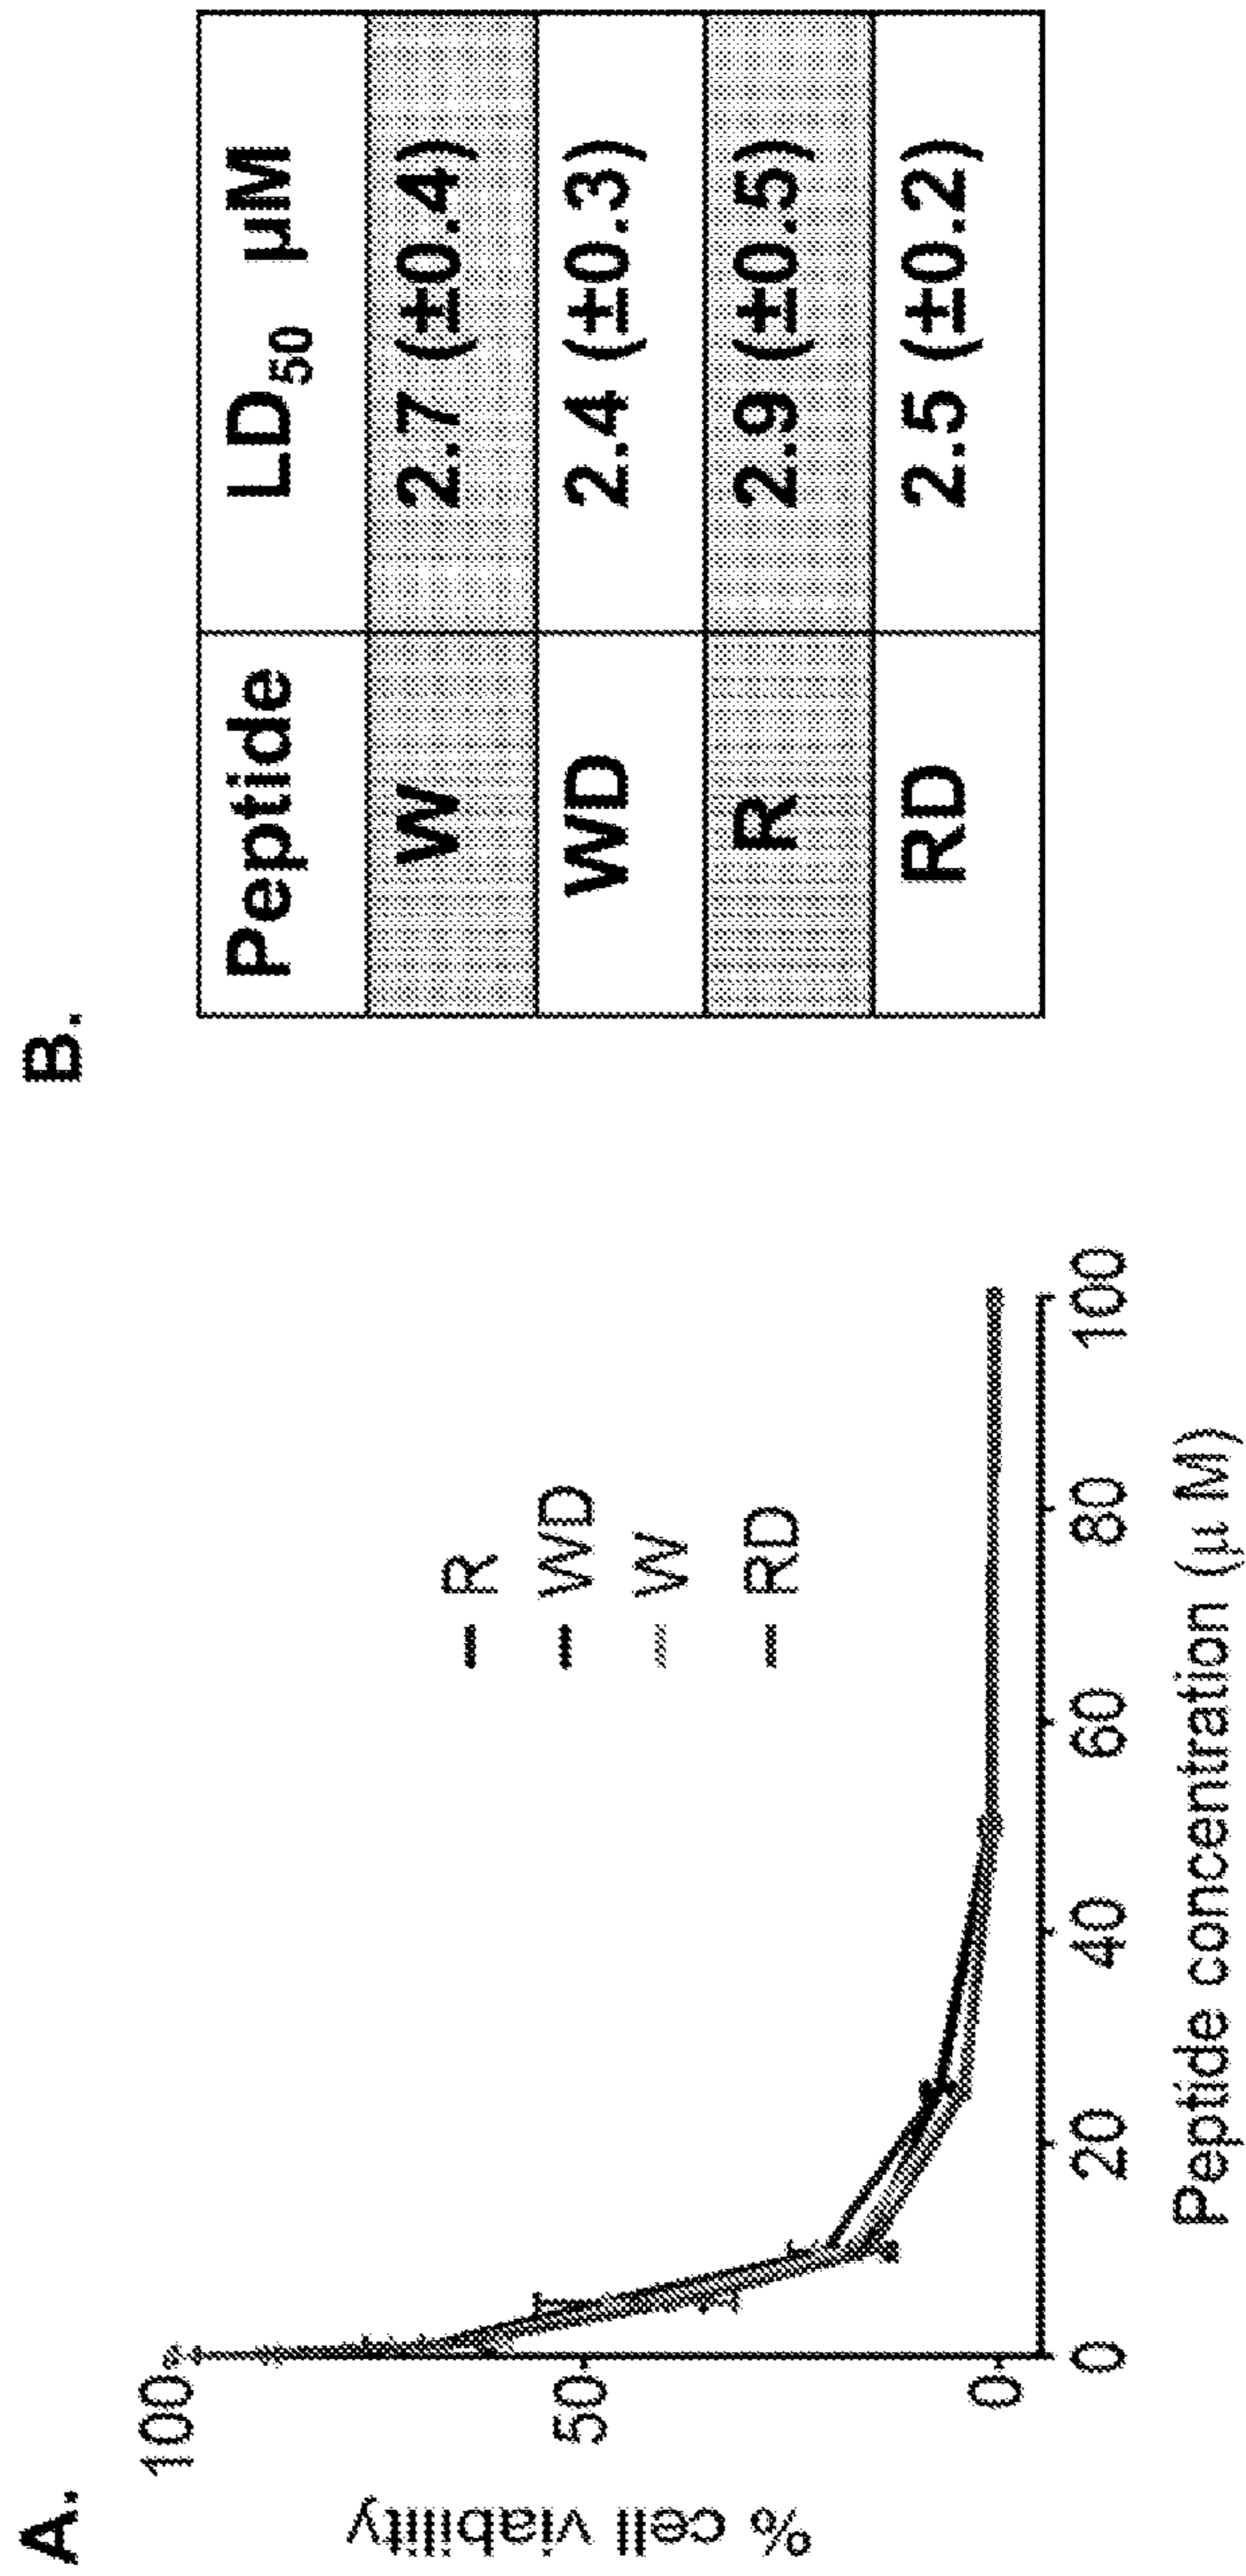 A.
% cell viability
100
50
0
0 20 40 60 80 100
Peptide concentration (μ M)
R
WD
W
RD
B.
Peptide LD50 μM
W 2.7 (±0.4)
WD 2.4 (±0.3)
R 2.9 (±0.5)
RD 2.5 (±0.2)